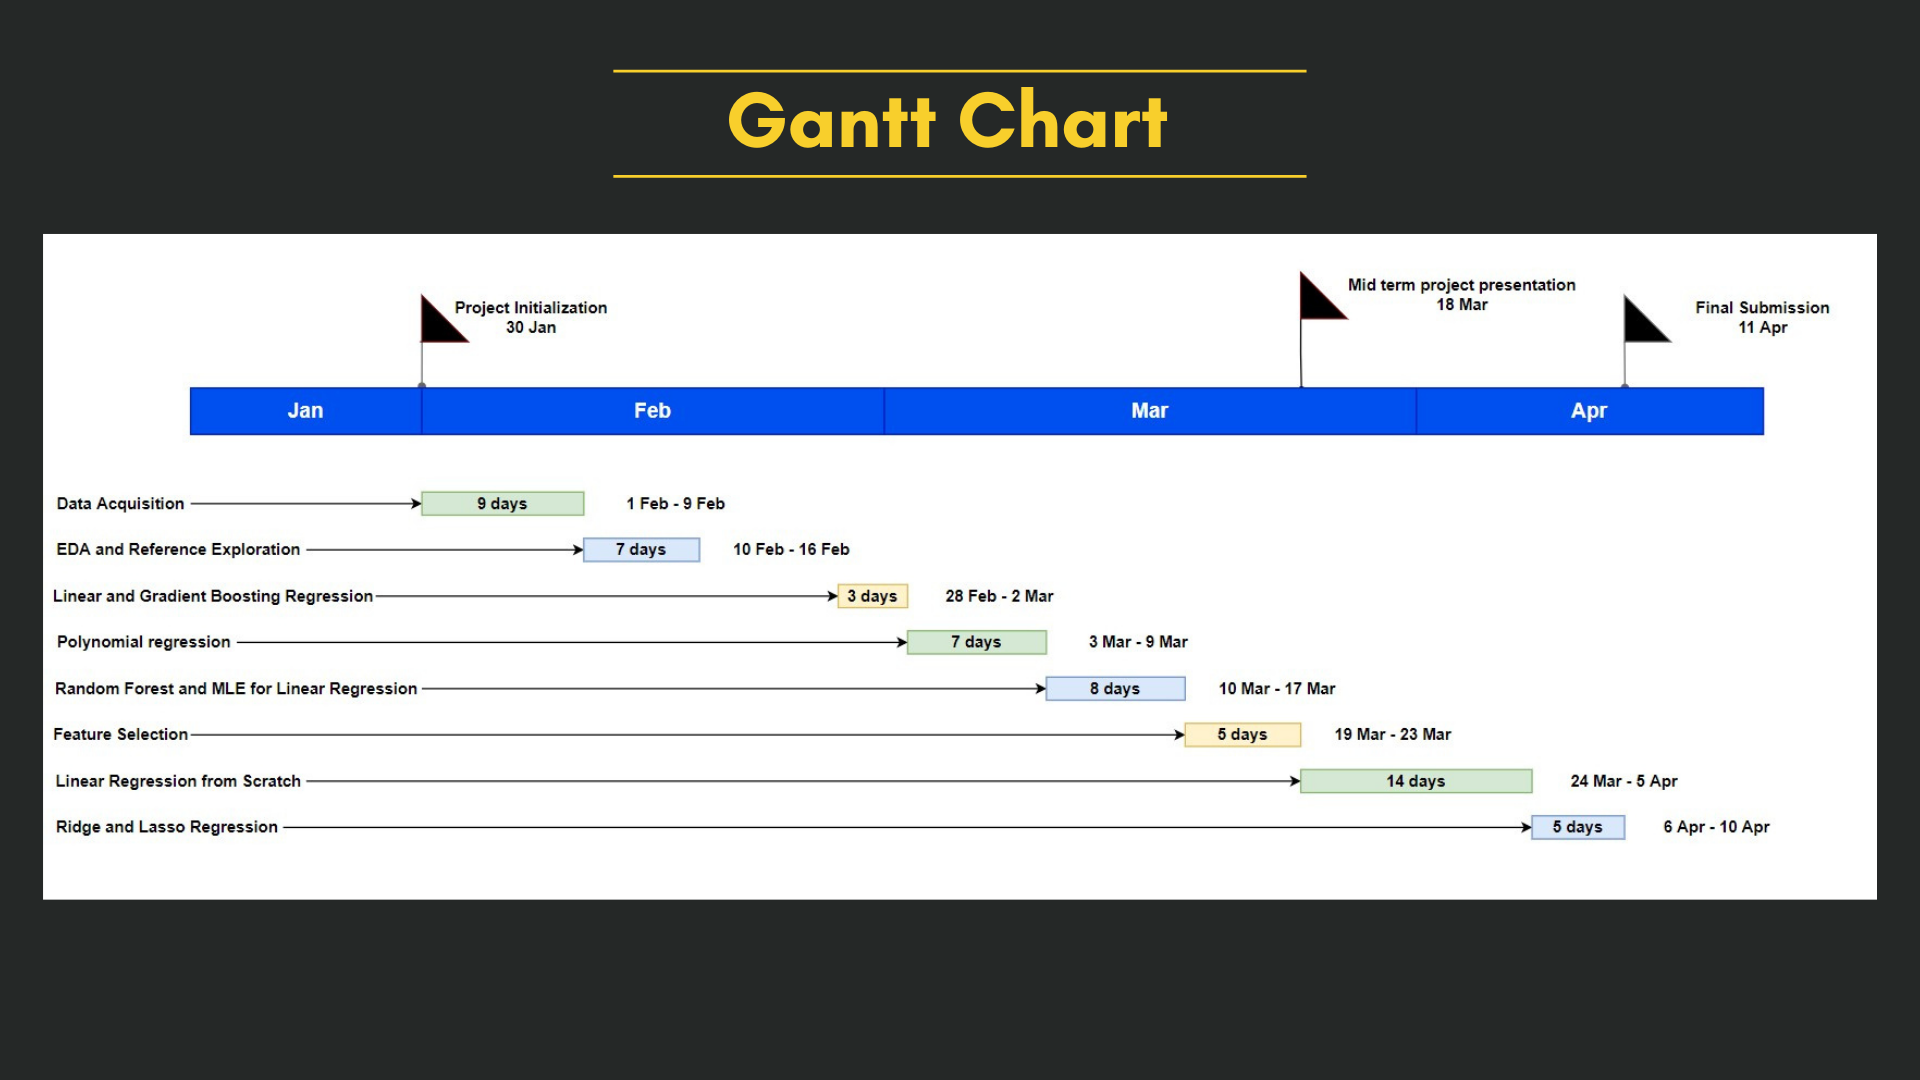 Gantt Chart
Project Initialization
30 Jan
Mid term project presentation
18 Mar
Final Submission
11 Apr
Jan
Feb
Mar
Apr
Data Acquisition
9 days
1 Feb - 9 Feb
EDA and Reference Exploration
7 days
10 Feb - 16 Feb
Linear and Gradient Boosting Regression
3 days
28 Feb - 2 Mar
Polynomial regression
7 days
3 Mar - 9 Mar
Random Forest and MLE for Linear Regression
8 days
10 Mar - 17 Mar
Feature Selection
5 days
19 Mar - 23 Mar
Linear Regression from Scratch
14 days
24 Mar - 5 Apr
Ridge and Lasso Regression
5 days
6 Apr - 10 Apr